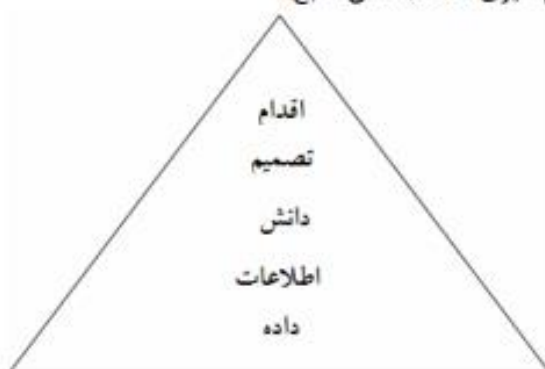 اقدام
تصمیم
دانش
اطلاعات
داده